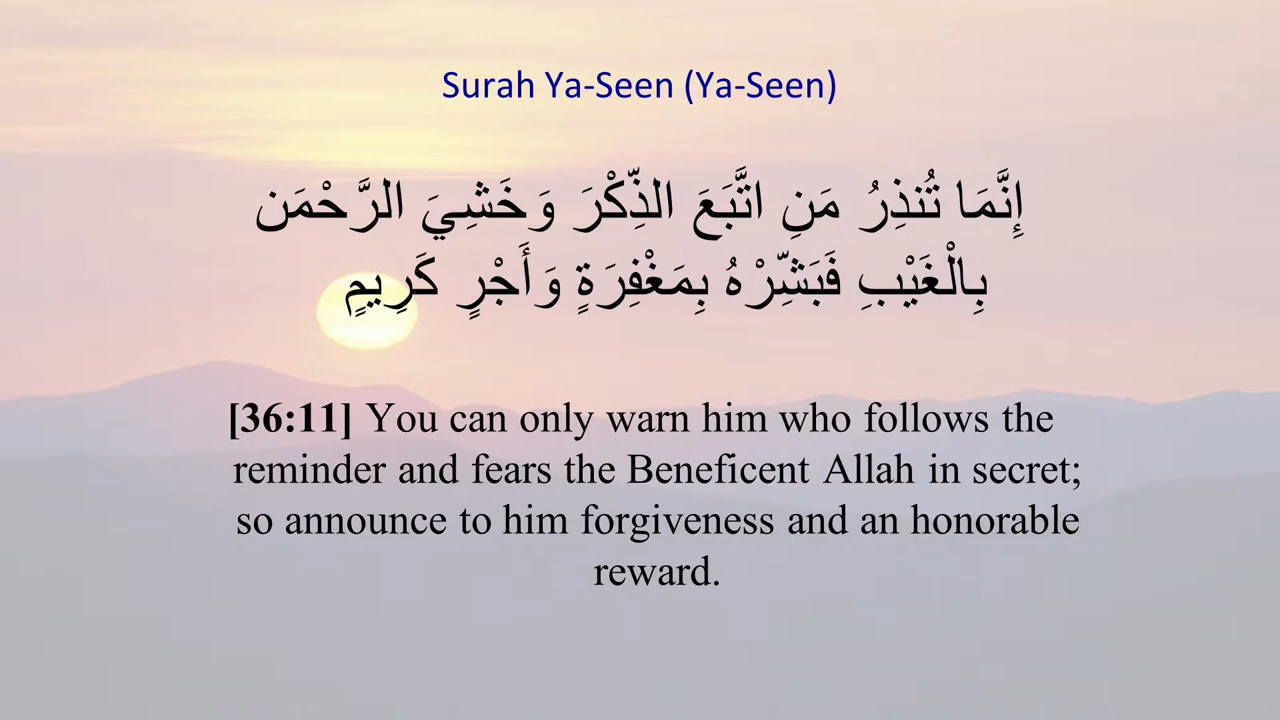 Surah Ya-Seen (Ya-Seen)
إِنَّمَا تُنذِرُ مَنِ اتَّبَعَ الذِّكْرَ وَخَشِيَ الرَّحْمَن
بِالْغَيْبِ فَبَشِّرْهُ بِمَغْفِرَةٍ وَأَجْرٍ كَرِيمٍ
[36:11] You can only warn him who follows the
reminder and fears the Beneficent Allah in secret;
so announce to him forgiveness and an honorable
reward.